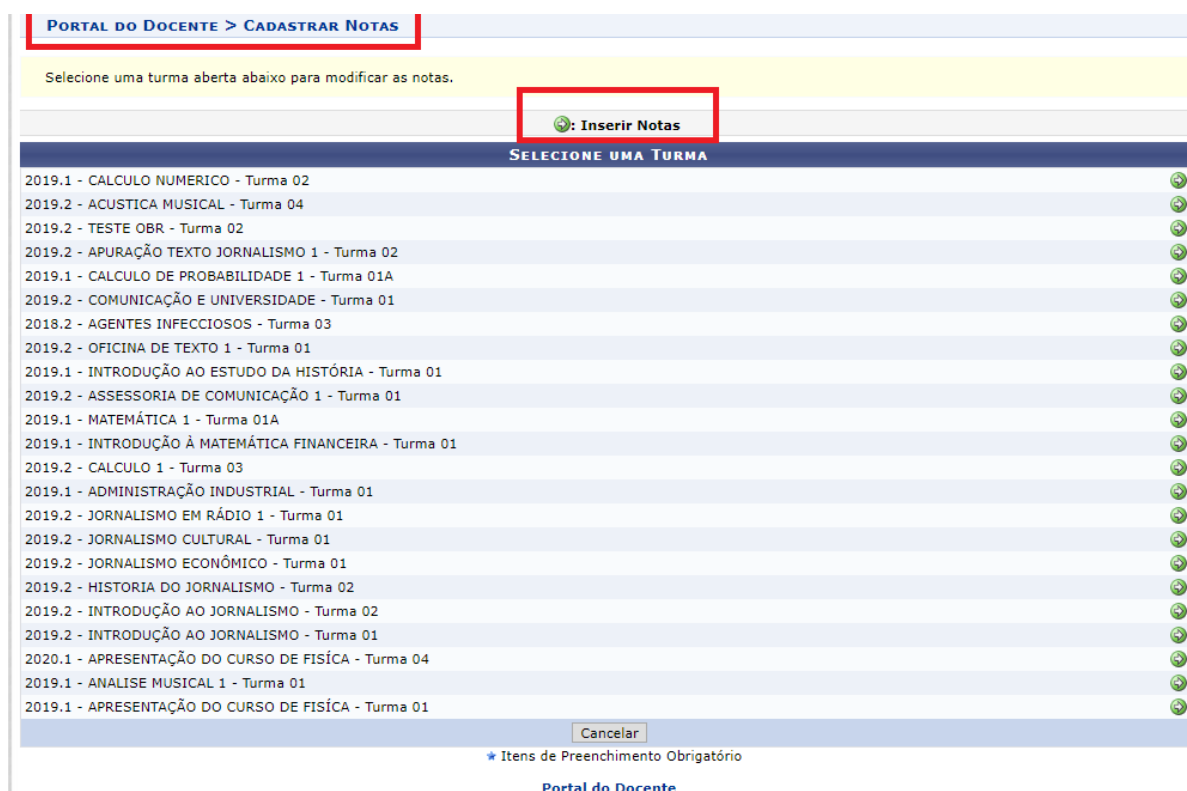 PORTAL DO DOCENTE > CADASTRAR NOTAS
Selecione uma turma aberta abaixo para modificar as notas.
: Inserir Notas
SELECIONE UMA TURMA
2019.1 - CALCULO NUMERICO - Turma 02
2019.2 - ACUSTICA MUSICAL - Turma 04
2019.2 - TESTE OBR - Turma 02
2019.2 - APURAÇÃO TEXTO JORNALISMO 1 - Turma 02
2019.1 - CALCULO DE PROBABILIDADE 1 - Turma 01A
2019.2 - COMUNICAÇÃO E UNIVERSIDADE - Turma 01
2018.2 - AGENTES INFECCIOSOS - Turma 03
2019.2 - OFICINA DE TEXTO 1 - Turma 01
2019.1 - INTRODUÇÃO AO ESTUDO DA HISTÓRIA - Turma 01
2019.2 - ASSESSORIA DE COMUNICAÇÃO 1 - Turma 01
2019.1 - MATEMÁTICA 1 - Turma 01A
2019.1 - INTRODUÇÃO À MATEMÁTICA FINANCEIRA - Turma 01
2019.2 - CALCULO 1 - Turma 03
2019.1 - ADMINISTRAÇÃO INDUSTRIAL - Turma 01
2019.2 - JORNALISMO EM RÁDIO 1 - Turma 01
2019.2 - JORNALISMO CULTURAL - Turma 01
2019.2 - JORNALISMO ECONÔMICO - Turma 01
2019.2 - HISTORIA DO JORNALISMO - Turma 02
2019.2 - INTRODUÇÃO AO JORNALISMO - Turma 02
2019.2 - INTRODUÇÃO AO JORNALISMO - Turma 01
2020.1 - APRESENTAÇÃO DO CURSO DE FISÍCA - Turma 04
2019.1 - ANALISE MUSICAL 1 - Turma 01
2019.1 - APRESENTAÇÃO DO CURSO DE FISÍCA - Turma 01
Cancelar
Itens de Preenchimento Obrigatório
Portal do Docente